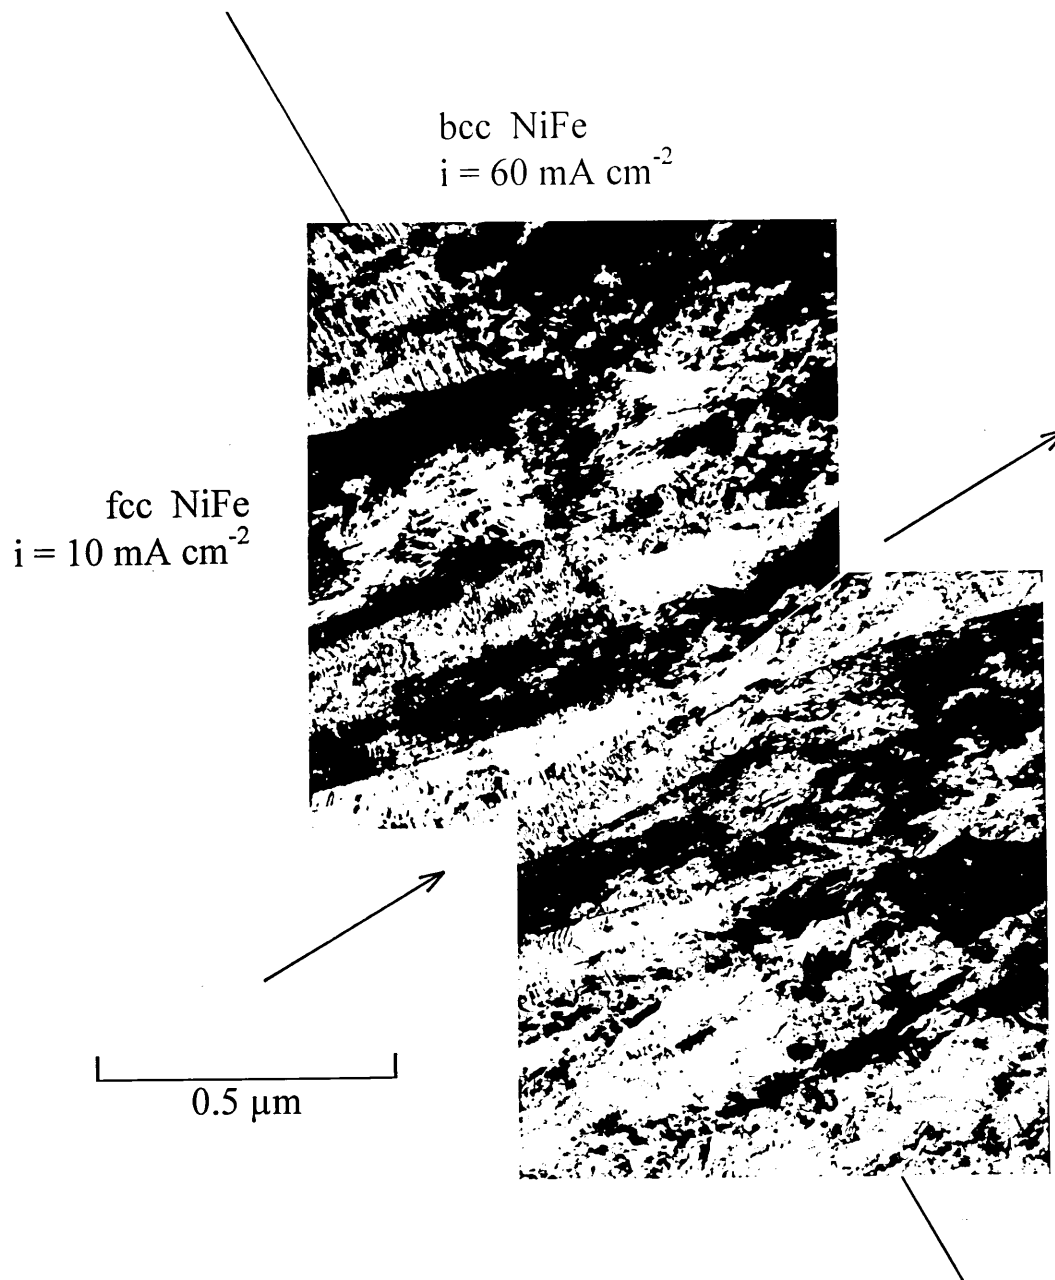 bcc NiFe
i = 60 mA cm⁻²
fcc NiFe
i = 10 mA cm⁻²
0.5 µm